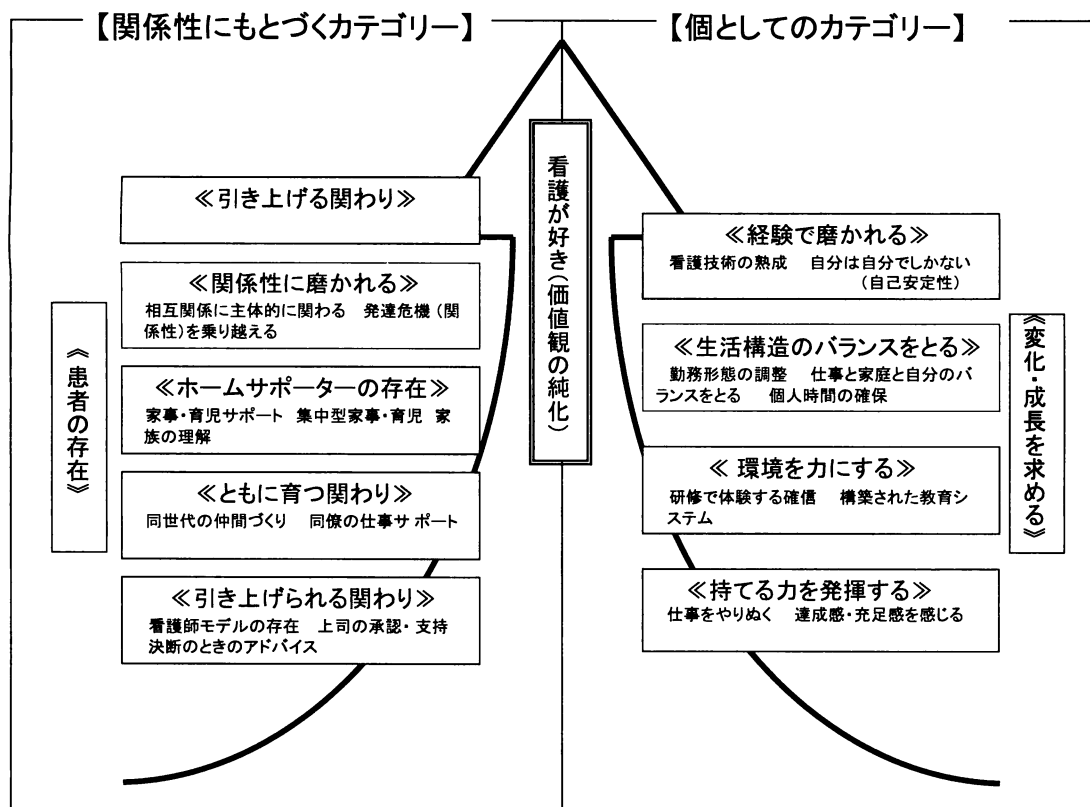 【関係性にもとづくカテゴリー】
≪引き上げる関わり≫
≪関係性に磨かれる≫
相互関係に主体的に関わる 発達危機(関
係性)を乗り越える
≪ホームサポーターの存在≫
家事・育児サポート 集中型家事・育児 家
族の理解
≪ともに育つ関わり≫
同世代の仲間づくり 同僚の仕事サポート
≪引き上げられる関わり≫
看護師モデルの存在 上司の承認・支持
決断のときのアドバイス
≪患者の存在≫
看護が好き(価値観の純化)
【個としてのカテゴリー】
≪経験で磨かれる≫
看護技術の熟成 自分は自分でしかない
(自己安定性)
≪生活構造のバランスをとる≫
勤務形態の調整 仕事と家庭と自分のバ
ランスをとる 個人時間の確保
≪環境を力にする≫
研修で体験する確信 構築された教育シ
ステム
≪持てる力を発揮する≫
仕事をやりぬく 達成感・充足感を感じる
≪変化・成長を求める≫